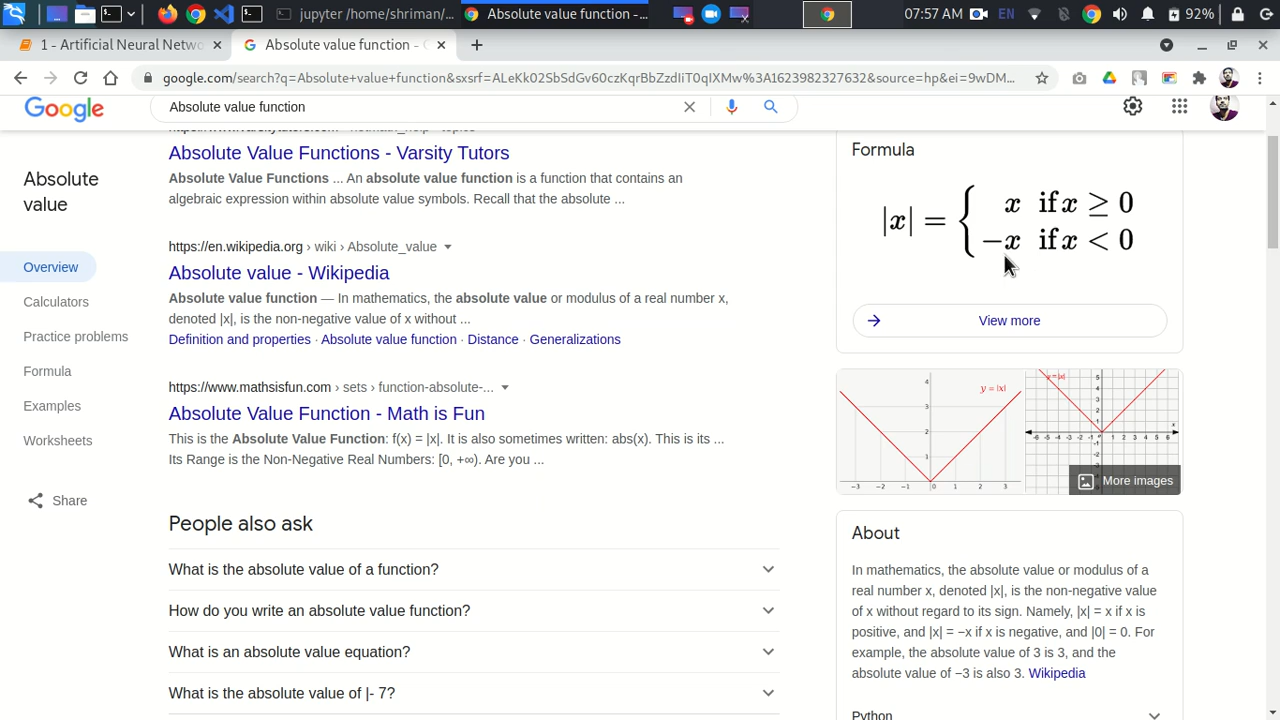 jupyter /home/shriman/...
Absolute value function - ...
07:57 AM
EN
92%
1 - Artificial Neural Netwo
Absolute value function - G
google.com/search?q=Absolute+value+function&sxsrf=ALeKk02SbSdGv60czKqrBbZzdIiT0qIXMw%3A1623982327632&source=hp&ei=9wDM...
Google
Absolute value function
Absolute value
Overview
Calculators
Practice problems
Formula
Examples
Worksheets
Share
Absolute Value Functions - Varsity Tutors
Absolute Value Functions ... An absolute value function is a function that contains an
algebraic expression within absolute value symbols. Recall that the absolute ...
https://en.wikipedia.org › wiki › Absolute_value
Absolute value - Wikipedia
Absolute value function — In mathematics, the absolute value or modulus of a real number x,
denoted |x|, is the non-negative value of x without ...
Definition and properties · Absolute value function · Distance · Generalizations
https://www.mathsisfun.com › sets › function-absolute-...
Absolute Value Function - Math is Fun
This is the Absolute Value Function: f(x) = |x|. It is also sometimes written: abs(x). This is its ...
Its Range is the Non-Negative Real Numbers: [0, +∞). Are you ...
People also ask
What is the absolute value of a function?
How do you write an absolute value function?
What is an absolute value equation?
What is the absolute value of |- 7?
Formula
|x| = { x if x ≥ 0
−x if x < 0
View more
y = |x|
y=|x|
More images
About
In mathematics, the absolute value or modulus of a
real number x, denoted |x|, is the non-negative value
of x without regard to its sign. Namely, |x| = x if x is
positive, and |x| = −x if x is negative, and |0| = 0. For
example, the absolute value of 3 is 3, and the
absolute value of −3 is also 3. Wikipedia
Python